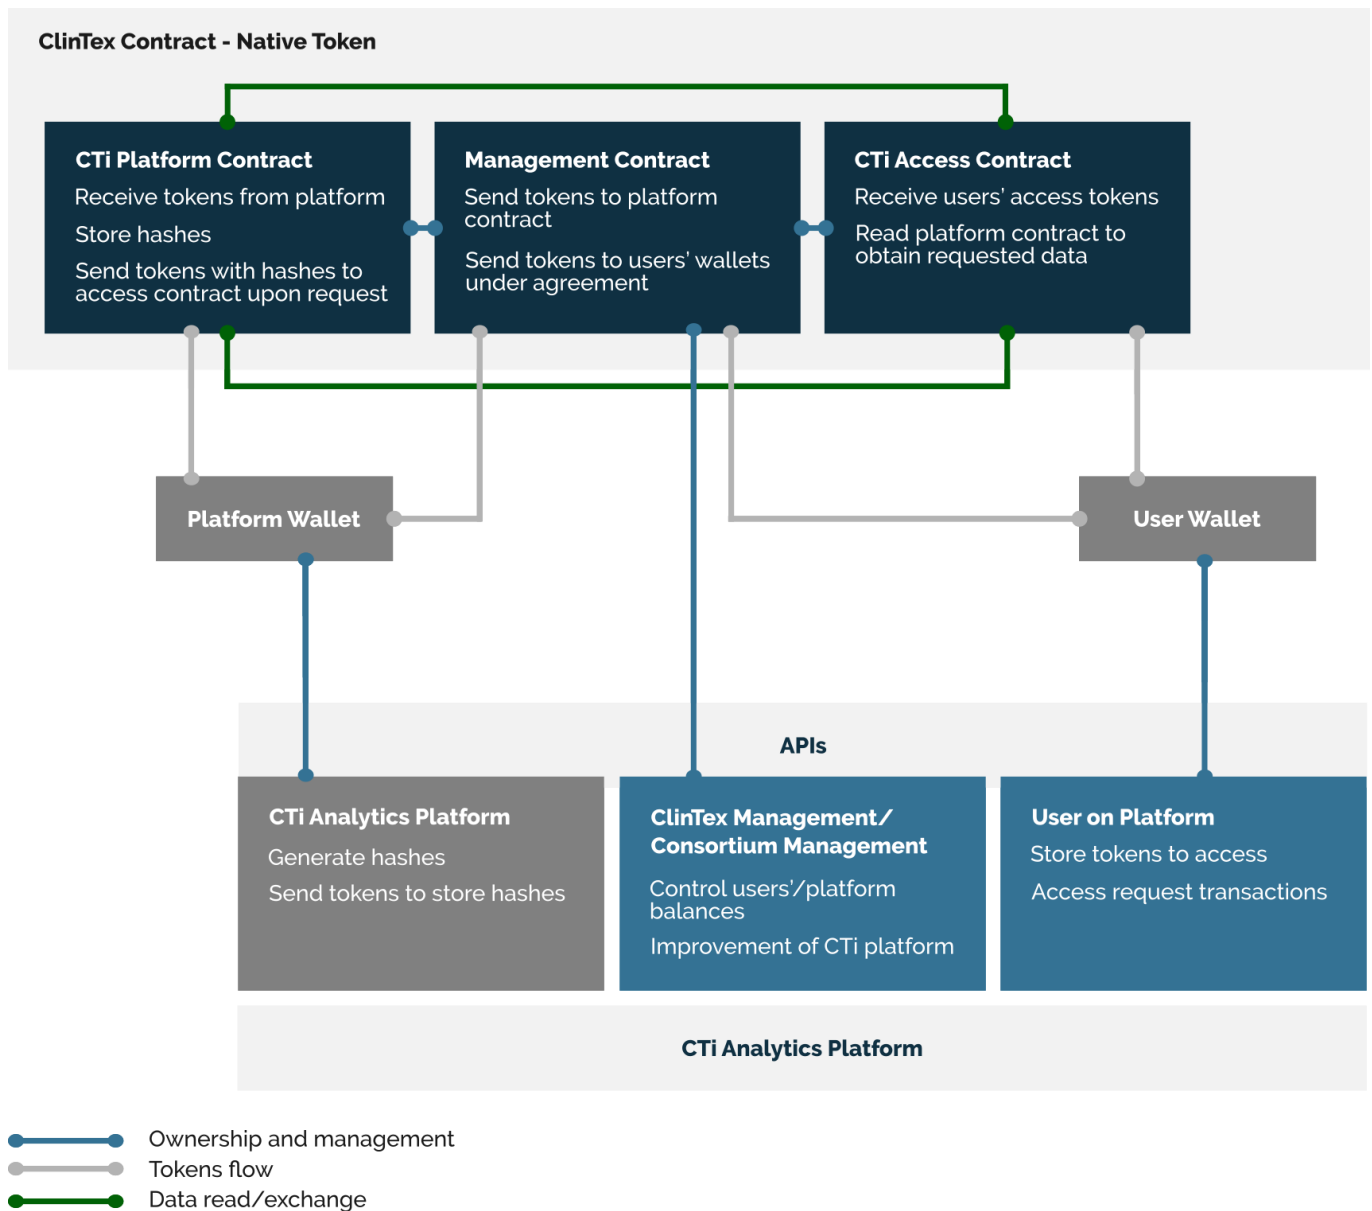 ClinTex Contract - Native Token
CTi Platform Contract
Receive tokens from platform
Store hashes
Send tokens with hashes to
access contract upon request
Management Contract
Send tokens to platform
contract
Send tokens to users’ wallets
under agreement
CTi Access Contract
Receive users’ access tokens
Read platform contract to
obtain requested data
Platform Wallet
User Wallet
APIs
CTi Analytics Platform
Generate hashes
Send tokens to store hashes
ClinTex Management/
Consortium Management
Control users’/platform
balances
Improvement of CTi platform
User on Platform
Store tokens to access
Access request transactions
CTi Analytics Platform
Ownership and management
Tokens flow
Data read/exchange